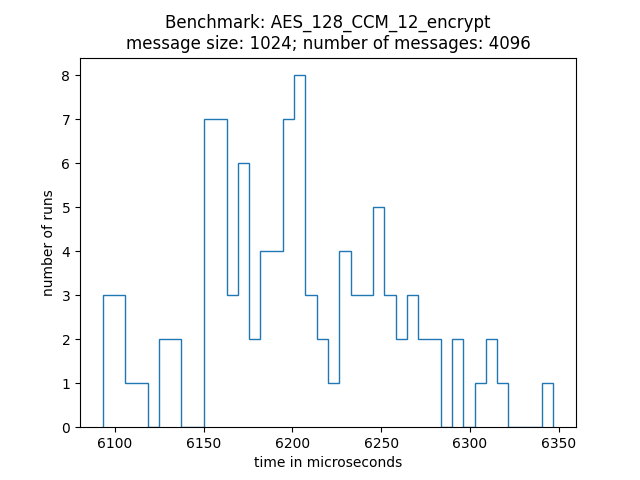 Benchmark: AES_128_CCM_12_encrypt
message size: 1024; number of messages: 4096
8
7
6
5
4
3
2
1
0
number of runs
6100 6150 6200 6250 6300 6350
time in microseconds